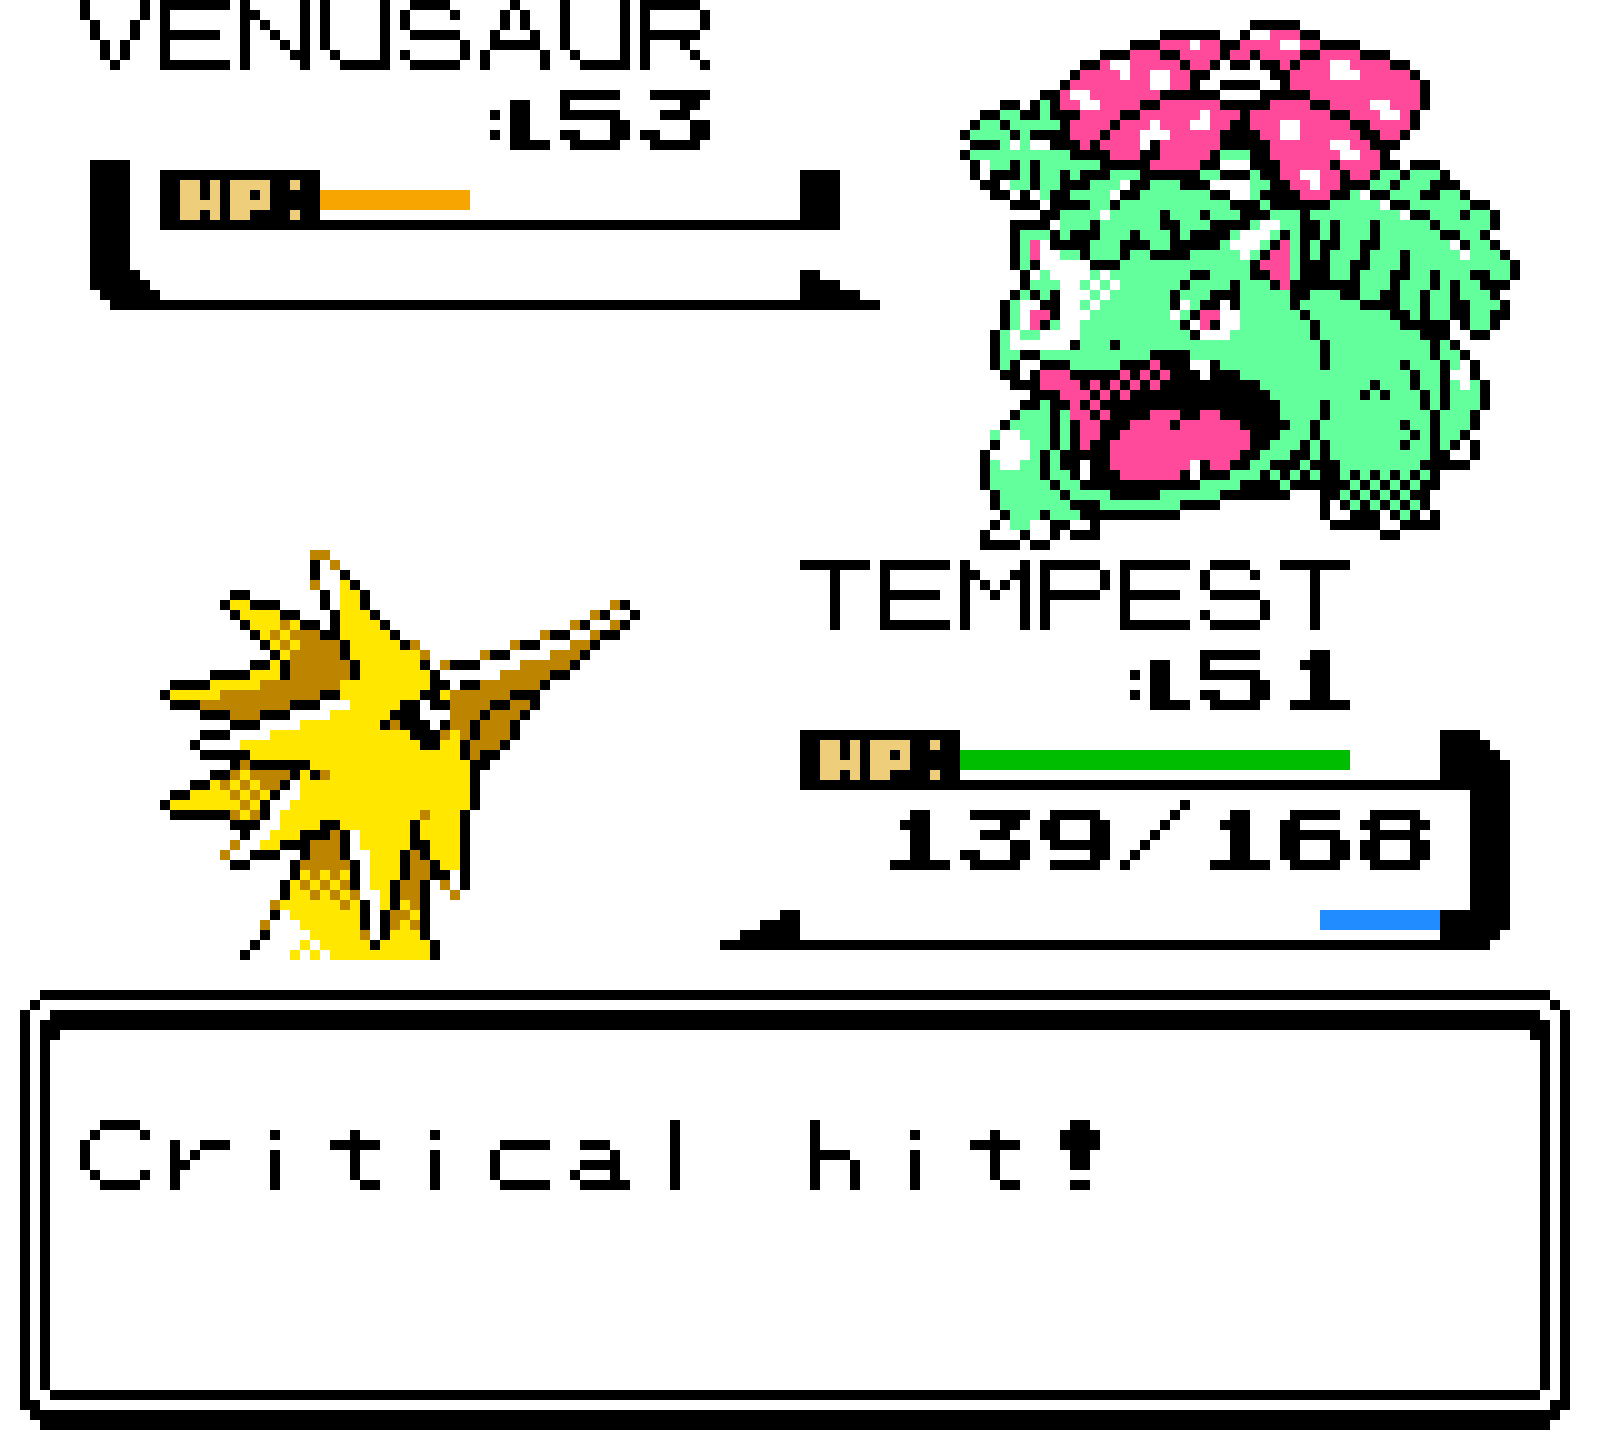 VENUSAUR
:L53
HP:
TEMPEST
:L51
HP:
139/168
Critical hit!